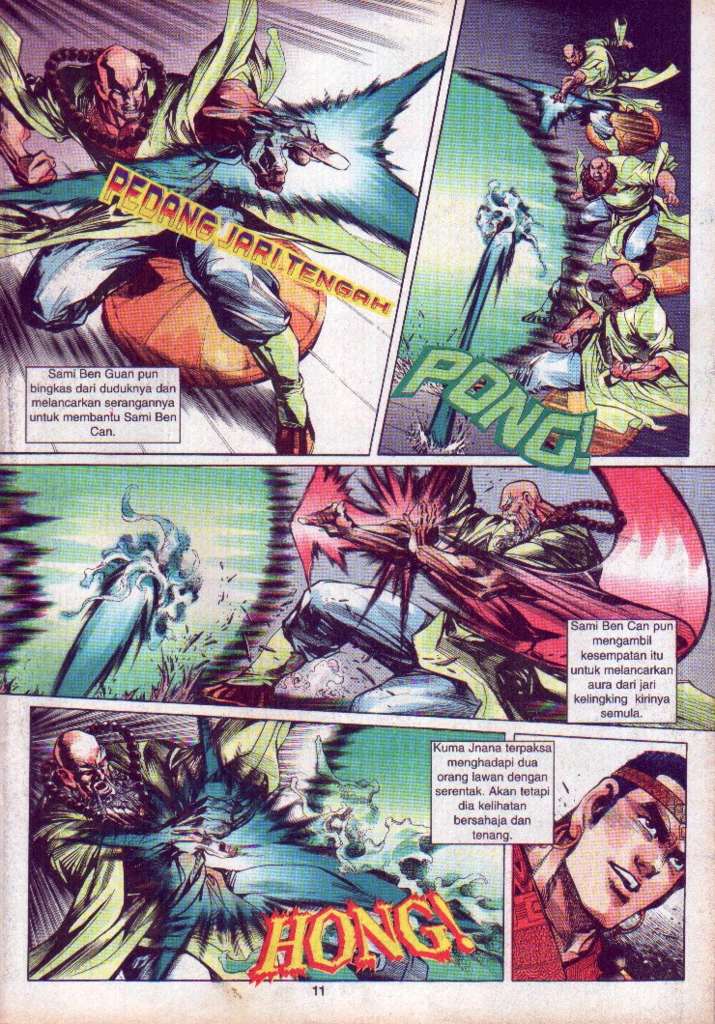 PEDANG JARI TENGAH
Sami Ben Guan pun
bingkas dari duduknya dan
melancarkan serangannya
untuk membantu Sami Ben
Can.
PONG!
Sami Ben Can pun
mengambil
kesempatan itu
untuk melancarkan
aura dari jari
kelingking kirinya
semula.
Kuma Jnana terpaksa
menghadapi dua
orang lawan dengan
serentak. Akan tetapi
dia kelihatan
bersahaja dan
tenang.
HONG!
11